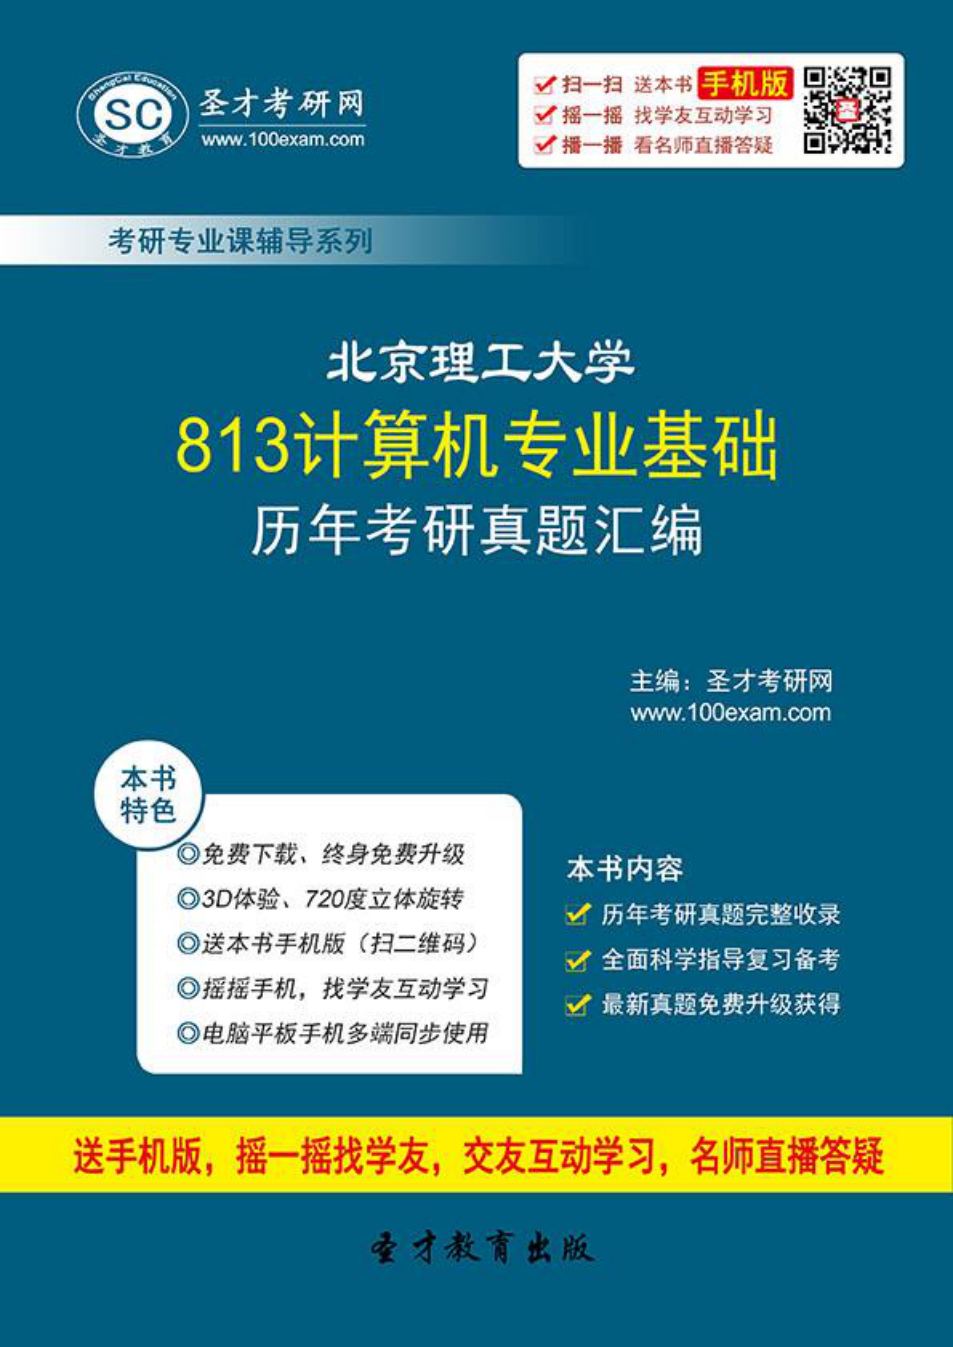 ShengCai Education
SC
圣才教育
圣才考研网
www.100exam.com
扫一扫 送本书 手机版
摇一摇 找学友互动学习
播一播 看名师直播答疑
圣
考研专业课辅导系列
北京理工大学
813计算机专业基础
历年考研真题汇编
主编：圣才考研网
www.100exam.com
本书
特色
◎免费下载、终身免费升级
◎3D体验、720度立体旋转
◎送本书手机版（扫二维码）
◎摇摇手机，找学友互动学习
◎电脑平板手机多端同步使用
本书内容
历年考研真题完整收录
全面科学指导复习备考
最新真题免费升级获得
送手机版，摇一摇找学友，交友互动学习，名师直播答疑
圣才教育出版